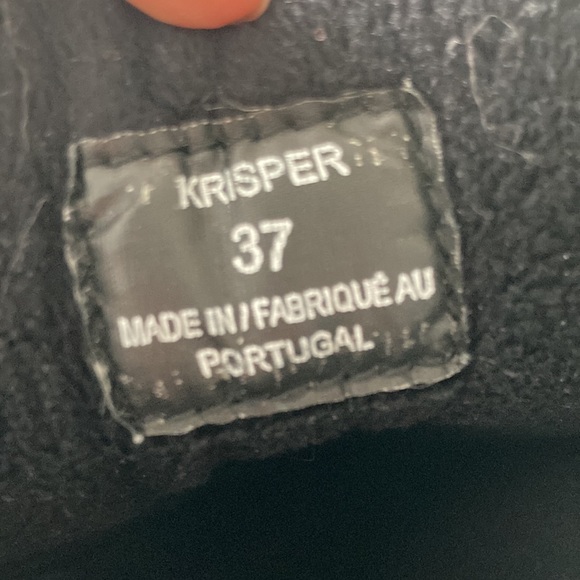 KRISPER
37
MADE IN / FABRIQUÉ AU
PORTUGAL